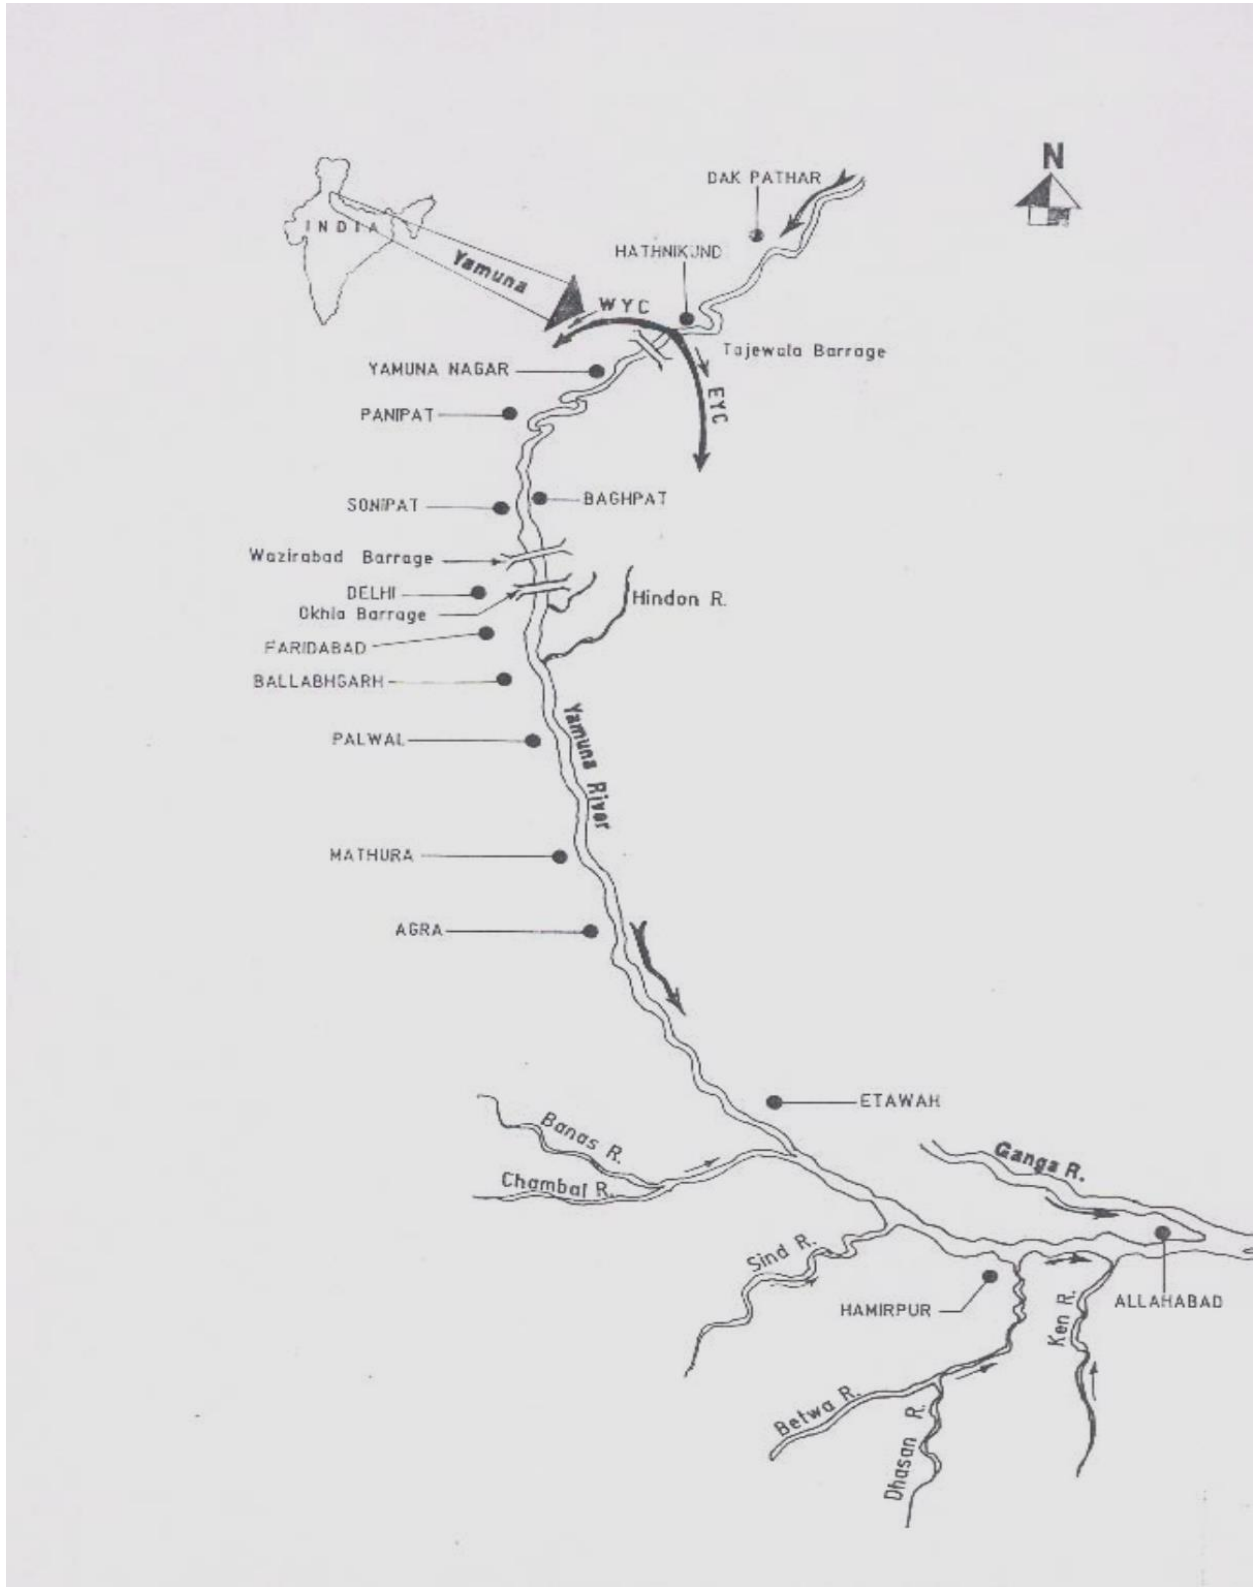 N
DAK PATHAR
INDIA
HATHNIKUND
Yamuna
WYC
Tajewala Barrage
YAMUNA NAGAR
EYC
PANIPAT
BAGHPAT
SONIPAT
Wazirabad Barrage
DELHI
Hindon R.
Okhla Barrage
FARIDABAD
BALLABHGARH
Yamuna River
PALWAL
MATHURA
AGRA
ETAWAH
Banas R.
Ganga R.
Chambal R.
Sind R.
HAMIRPUR
Ken R.
ALLAHABAD
Betwa R.
Dhasan R.